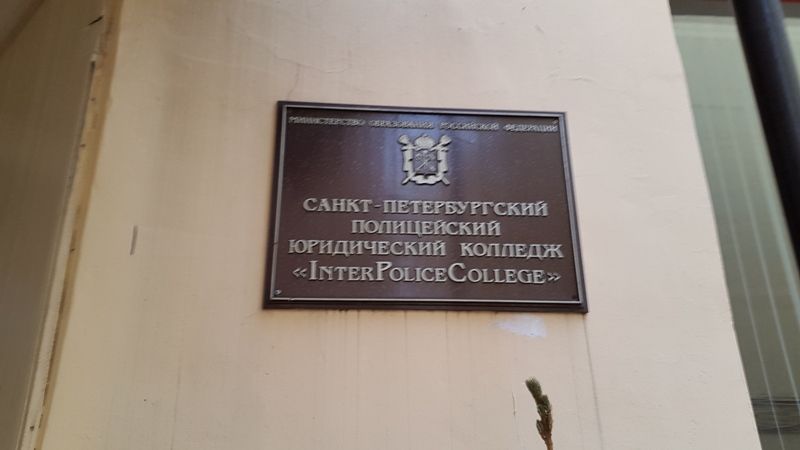 МИНИСТЕРСТВО ОБРАЗОВАНИЯ РОССИЙСКОЙ ФЕДЕРАЦИИ
САНКТ-ПЕТЕРБУРГСКИЙ
ПОЛИЦЕЙСКИЙ
ЮРИДИЧЕСКИЙ КОЛЛЕДЖ
«INTERPOLICECOLLEGE»